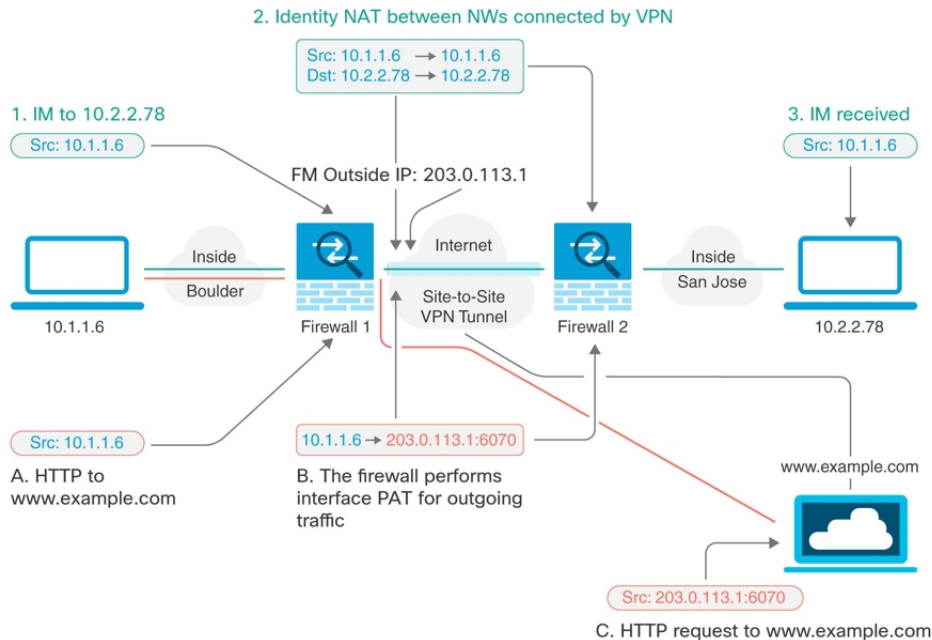 2. Identity NAT between NWs connected by VPN
Src: 10.1.1.6 → 10.1.1.6
Dst: 10.2.2.78 → 10.2.2.78
1. IM to 10.2.2.78
Src: 10.1.1.6
3. IM received
Src: 10.1.1.6
FM Outside IP: 203.0.113.1
Inside
Boulder
Internet
Site-to-Site
VPN Tunnel
Inside
San Jose
10.1.1.6
Firewall 1
Firewall 2
10.2.2.78
Src: 10.1.1.6
A. HTTP to
www.example.com
10.1.1.6 → 203.0.113.1:6070
B. The firewall performs
interface PAT for outgoing
traffic
www.example.com
Src: 203.0.113.1:6070
C. HTTP request to www.example.com